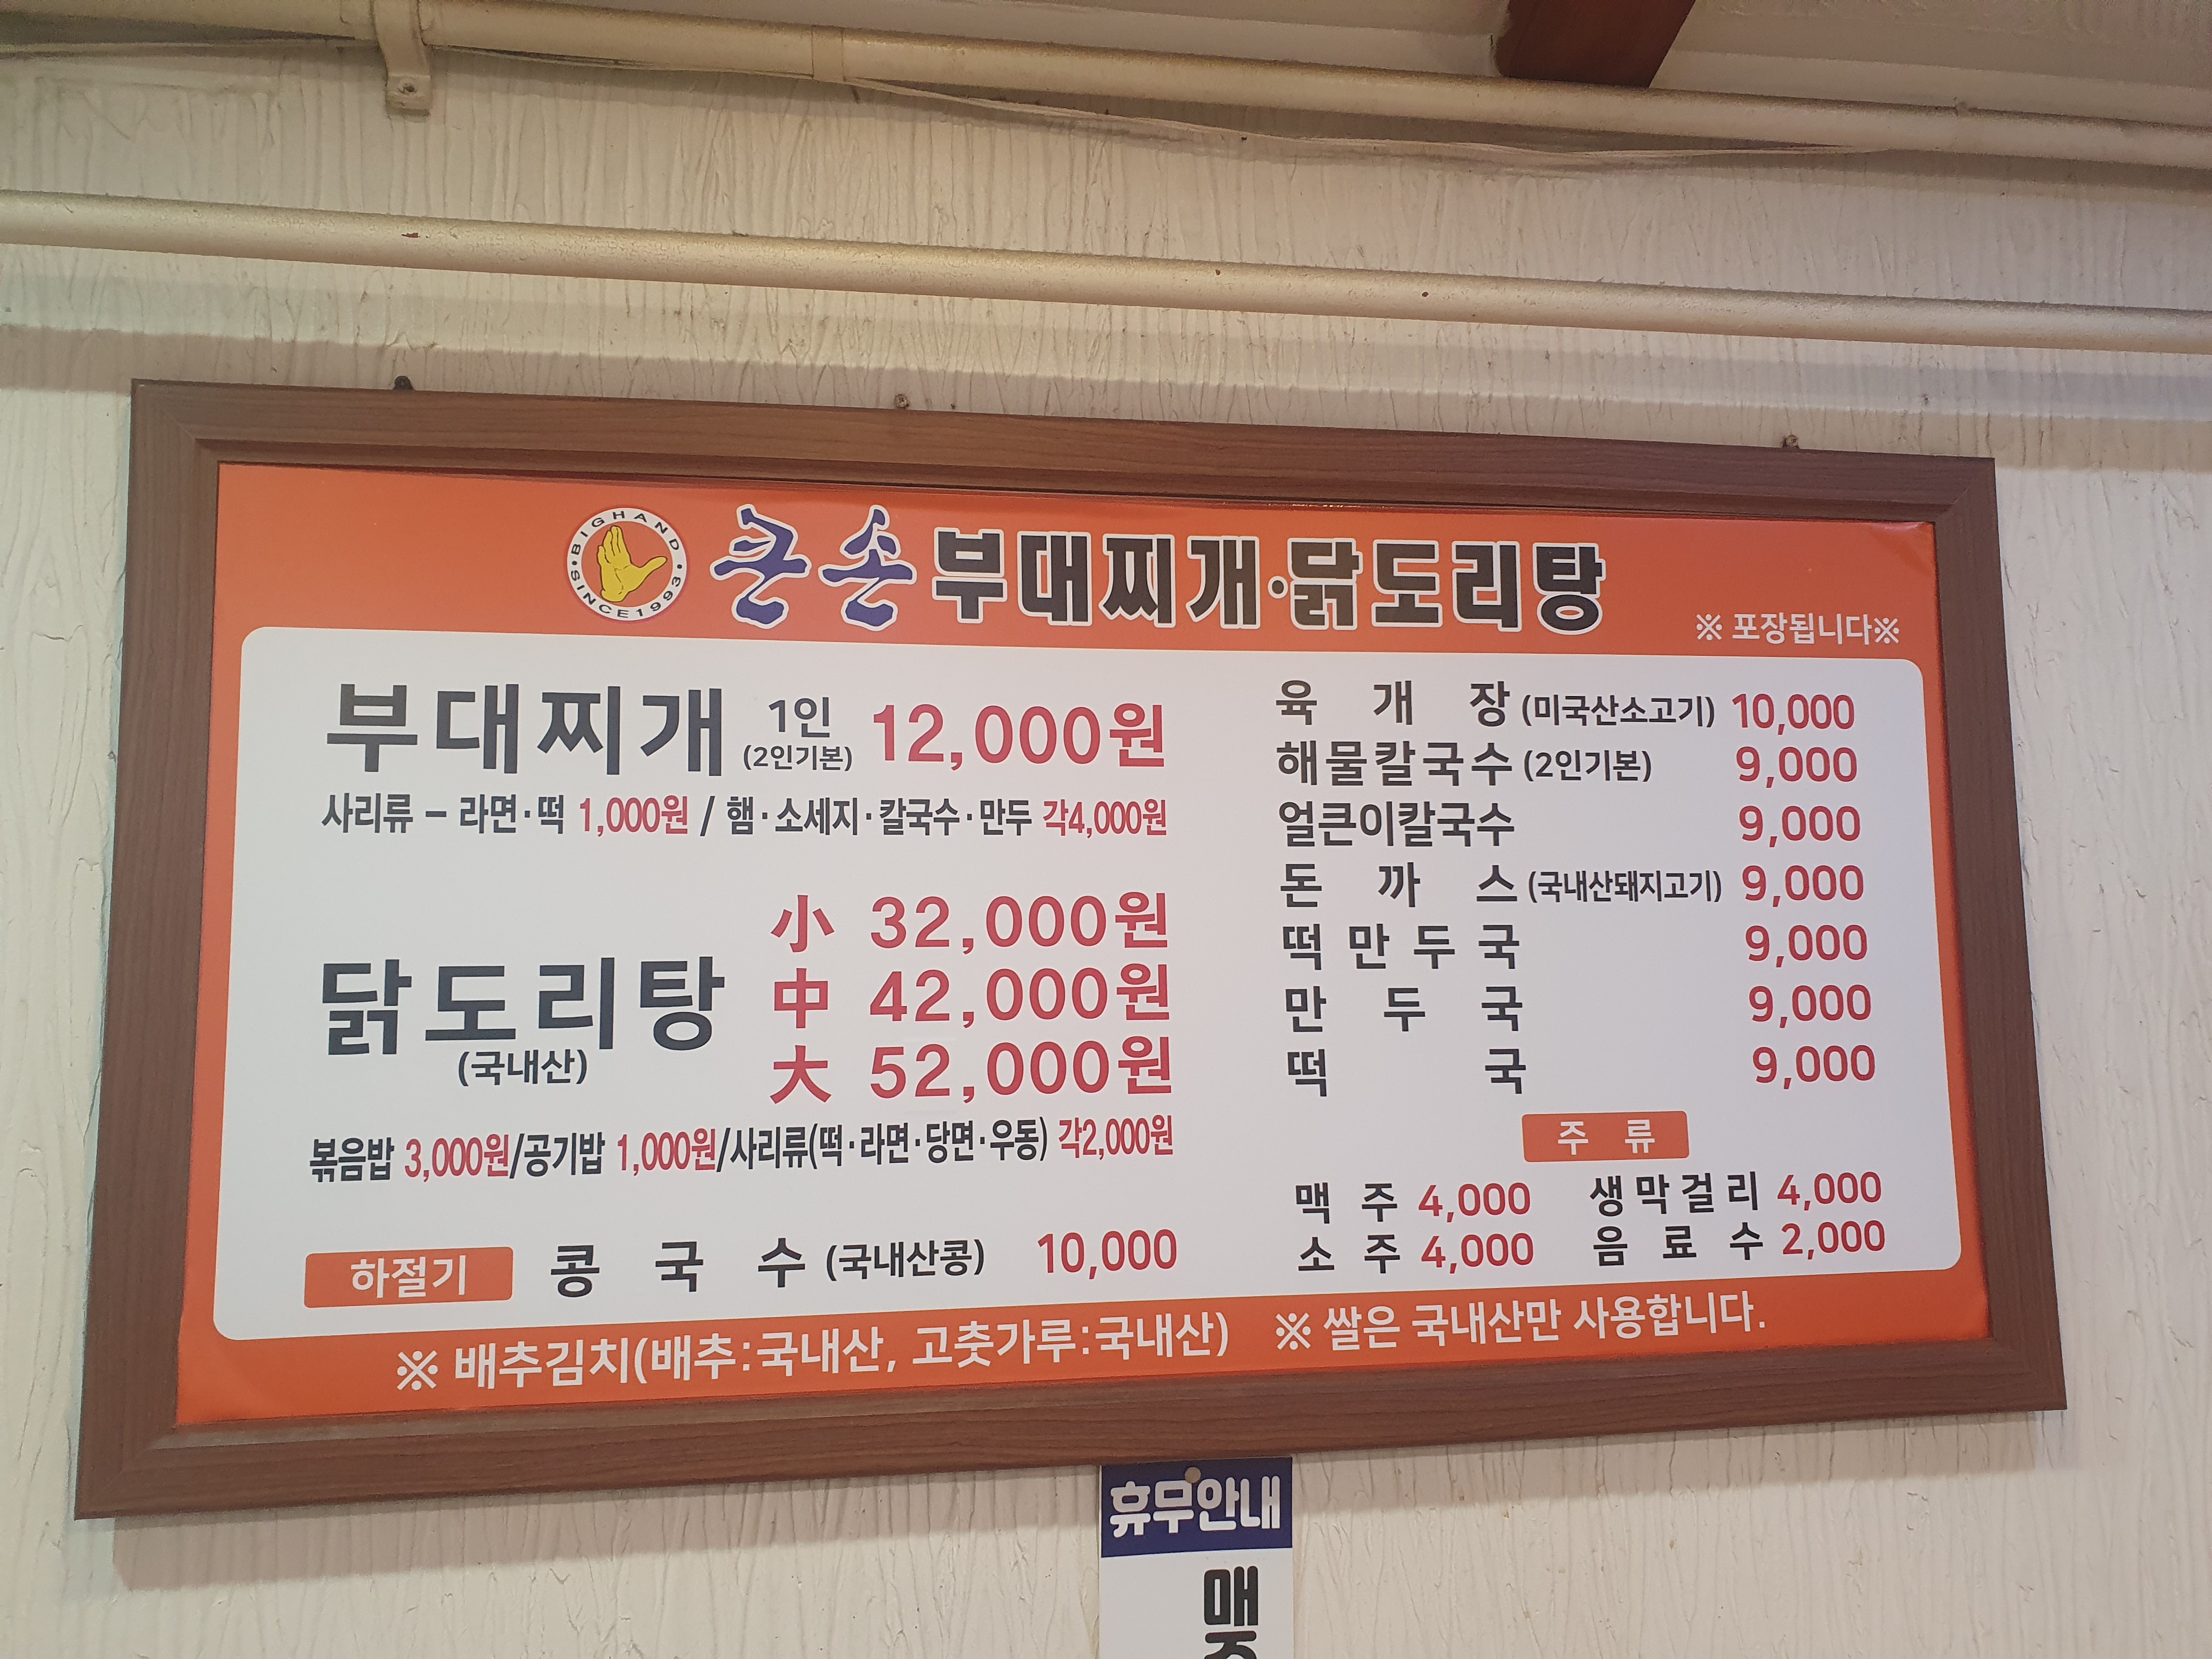 BIGHAND
SINCE1993
큰손 부대찌개·닭도리탕
※ 포장됩니다※
부대찌개 1인 12,000원
(2인기본)
사리류 - 라면·떡 1,000원 / 햄·소세지·칼국수·만두 각4,000원
닭도리탕 小 32,000원
中 42,000원
大 52,000원
(국내산)
볶음밥 3,000원/공기밥 1,000원/사리류(떡·라면·당면·우동) 각2,000원
하절기 콩국수 (국내산콩) 10,000
육개장 (미국산소고기) 10,000
해물칼국수 (2인기본) 9,000
얼큰이칼국수 9,000
돈까스 (국내산돼지고기) 9,000
떡만두국 9,000
만두국 9,000
떡국 9,000
주류
맥주 4,000 생막걸리 4,000
소주 4,000 음료수 2,000
※ 배추김치(배추:국내산, 고춧가루:국내산) ※ 쌀은 국내산만 사용합니다.
휴무안내